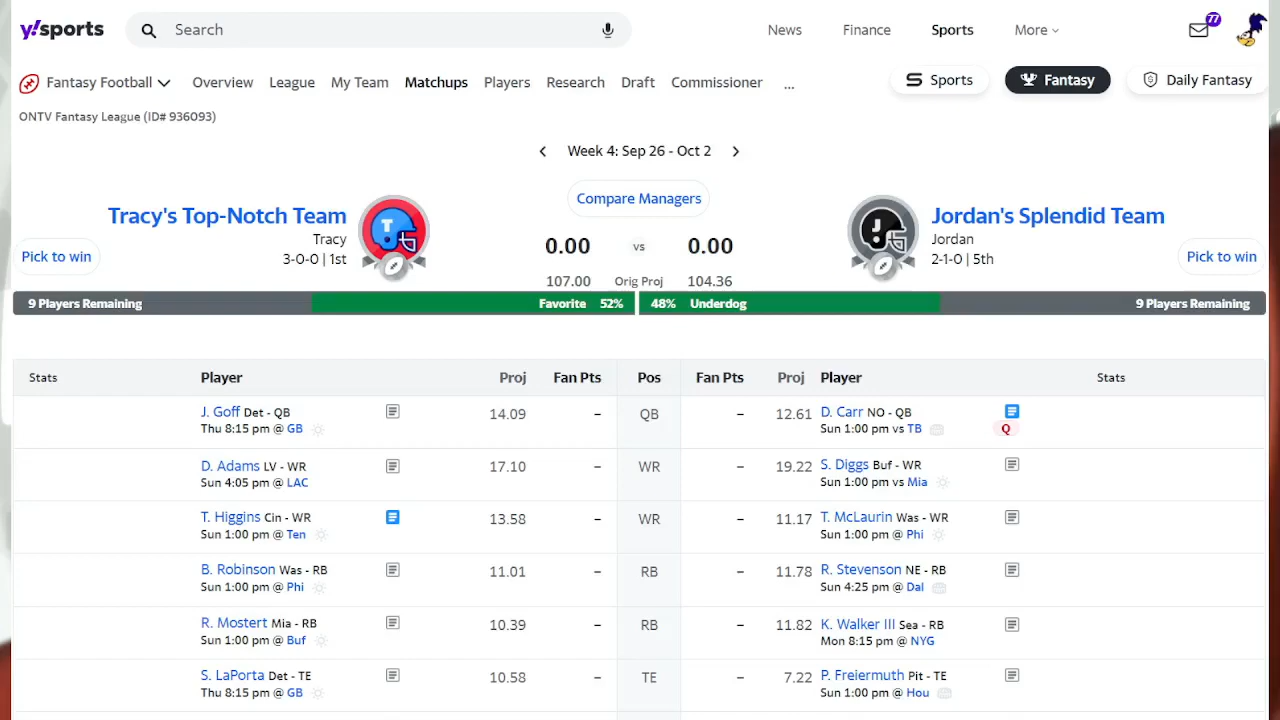 y!sports Search News Finance Sports More 77
Fantasy Football Overview League My Team Matchups Players Research Draft Commissioner ... Sports Fantasy Daily Fantasy
ONTV Fantasy League (ID# 936093)
Week 4: Sep 26 - Oct 2
Compare Managers
Tracy's Top-Notch Team
Tracy
3-0-0 | 1st
Pick to win
T
0.00 vs 0.00
107.00 Orig Proj 104.36
J
Jordan's Splendid Team
Jordan
2-1-0 | 5th
Pick to win
9 Players Remaining Favorite 52% 48% Underdog 9 Players Remaining
Stats Player Proj Fan Pts Pos Fan Pts Proj Player Stats
J. Goff Det - QB 14.09 – QB – 12.61 D. Carr NO - QB
Thu 8:15 pm @ GB Sun 1:00 pm vs TB Q
D. Adams LV - WR 17.10 – WR – 19.22 S. Diggs Buf - WR
Sun 4:05 pm @ LAC Sun 1:00 pm vs Mia
T. Higgins Cin - WR 13.58 – WR – 11.17 T. McLaurin Was - WR
Sun 1:00 pm @ Ten Sun 1:00 pm @ Phi
B. Robinson Was - RB 11.01 – RB – 11.78 R. Stevenson NE - RB
Sun 1:00 pm @ Phi Sun 4:25 pm @ Dal
R. Mostert Mia - RB 10.39 – RB – 11.82 K. Walker III Sea - RB
Sun 1:00 pm @ Buf Mon 8:15 pm @ NYG
S. LaPorta Det - TE 10.58 – TE – 7.22 P. Freiermuth Pit - TE
Thu 8:15 pm @ GB Sun 1:00 pm @ Hou